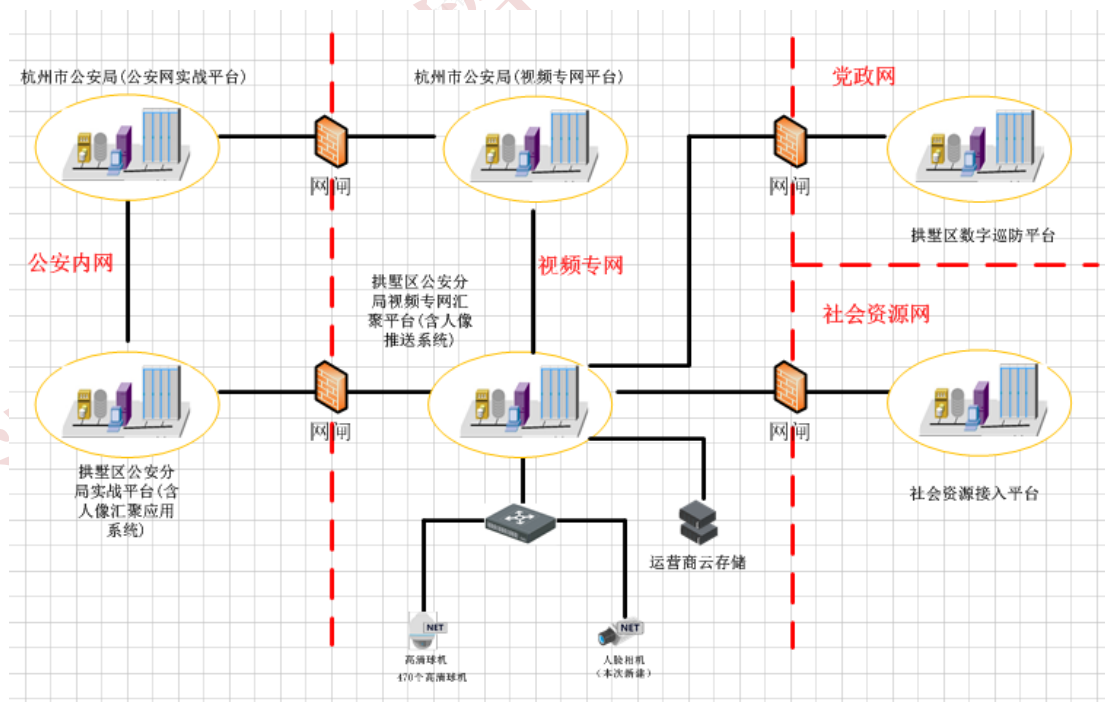 杭州市公安局(公安网实战平台)
杭州市公安局(视频专网平台)
党政网
网闸
网闸
拱墅区数字巡防平台
公安内网
拱墅区公安分
局视频专网汇
聚平台(含人像
推送系统)
视频专网
社会资源网
网闸
网闸
拱墅区公安分
局实战平台(含
人像汇聚应用
系统)
社会资源接入平台
运营商云存储
NET
NET
高清球机
470个高清球机
人脸相机
(本次新建)